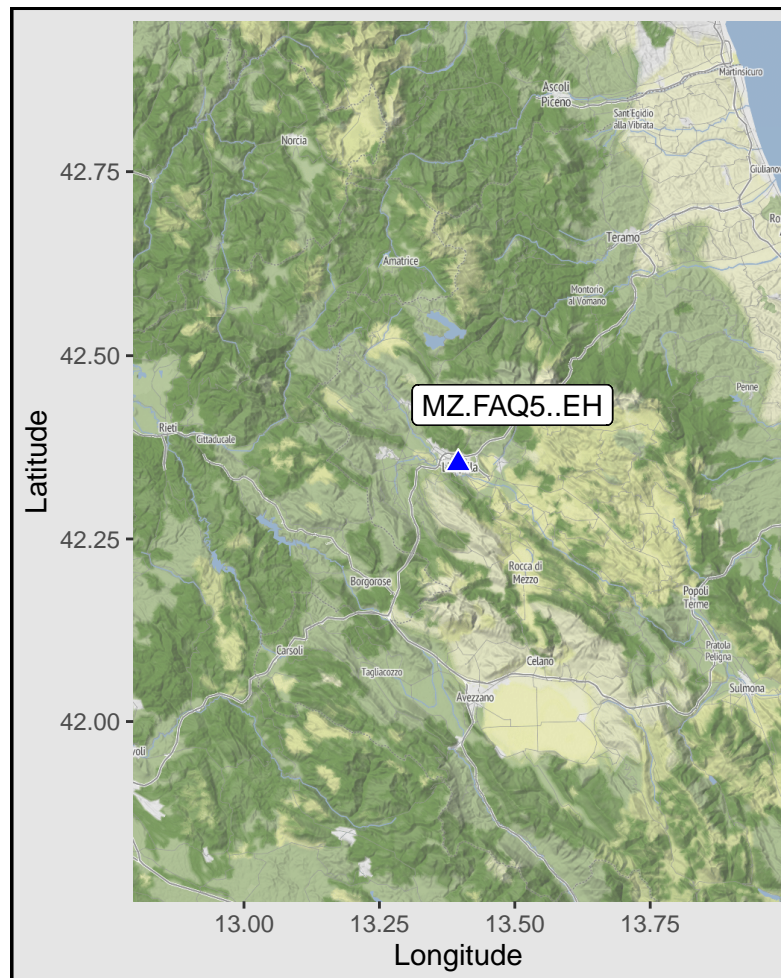 Martinsicuro
Ascoli
Piceno
Sant'Egidio
alla Vibrata
Norcia
42.75
Teramo
Amatrice
Montorio
al Vomano
42.50
Penne
MZ.FAQ5..EH
Rieti
Cittaducale
Latitude
42.25
Rocca di
Mezzo
Borgorose
Popoli
Terme
Carsoli
Pratola
Peligna
Celano
Tagliacozzo
Sulmona
Avezzano
42.00
13.00
13.25
13.50
13.75
Longitude